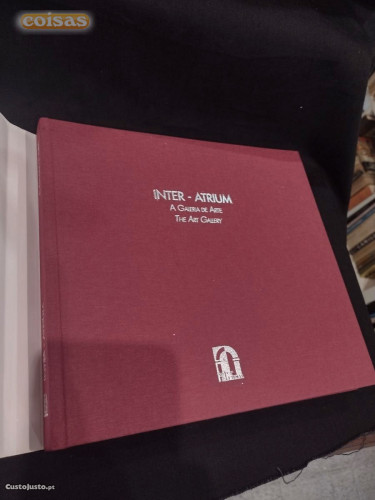 coisas
INTER - ATRIUM
A GALERIA DE ARTE
THE ART GALLERY
CustoJusto.pt